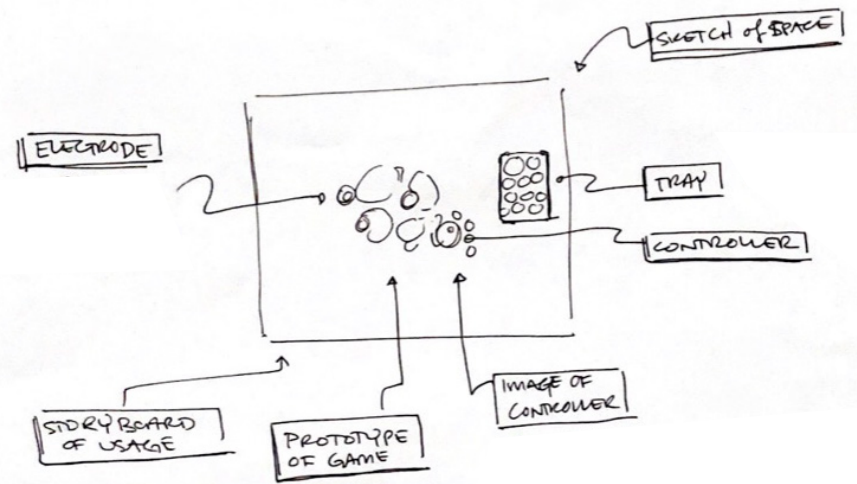 SKETCH of SPACE
ELECTRODE
TRAY
CONTROLLER
IMAGE OF
CONTROLLER
STORYBOARD
OF USAGE
PROTOTYPE
OF GAME